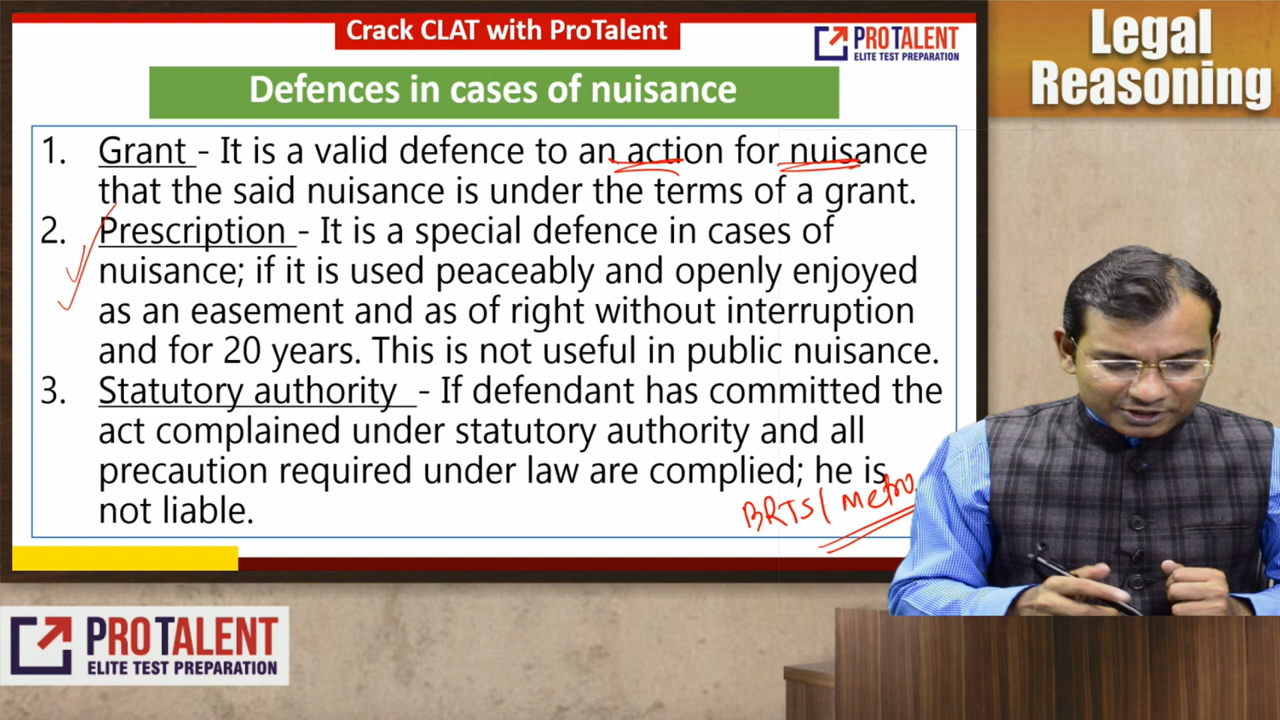 Crack CLAT with ProTalent
PROTALENT
ELITE TEST PREPARATION
Legal
Reasoning
Defences in cases of nuisance
1. Grant - It is a valid defence to an action for nuisance
that the said nuisance is under the terms of a grant.
2. Prescription - It is a special defence in cases of
nuisance; if it is used peaceably and openly enjoyed
as an easement and as of right without interruption
and for 20 years. This is not useful in public nuisance.
3. Statutory authority - If defendant has committed the
act complained under statutory authority and all
precaution required under law are complied; he is
not liable.
BRTS/ Metro
PROTALENT
ELITE TEST PREPARATION